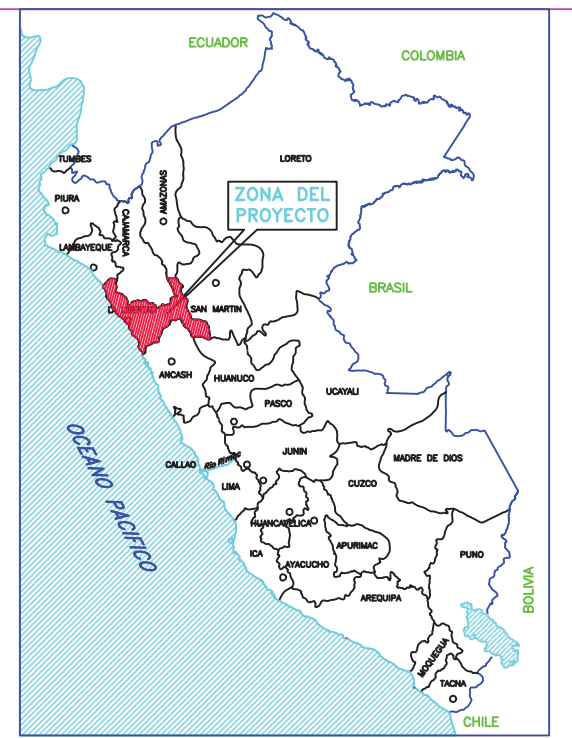 ECUADOR
COLOMBIA
TUMBES
LORETO
PIURA
AMAZONAS
ZONA DEL
PROYECTO
CAJAMARCA
LAMBAYEQUE
BRASIL
SAN MARTIN
ANCASH
HUANUCO
UCAYALI
PASCO
OCEANO PACIFICO
JUNIN
MADRE DE DIOS
CALLAO
Rio Rimac
LIMA
CUZCO
HUANCAVELICA
APURIMAC
ICA
AYACUCHO
PUNO
AREQUIPA
BOLIVIA
MOQUEGUA
TACNA
CHILE